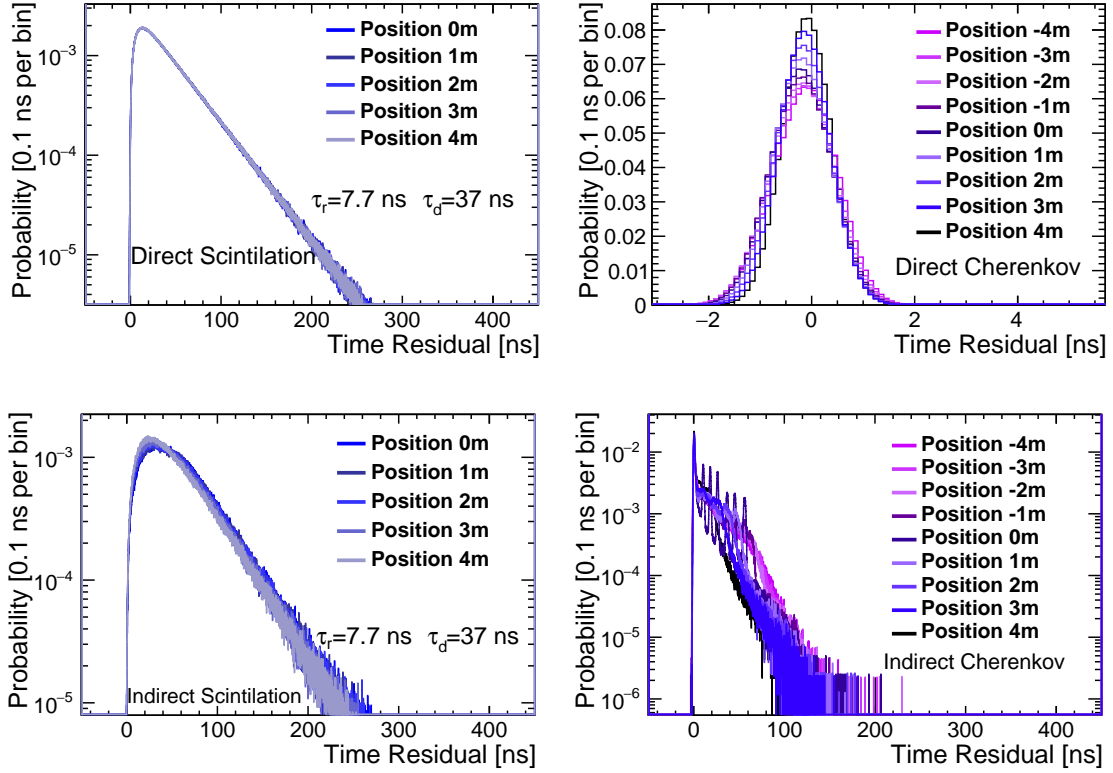 Probability [0.1 ns per bin]
10⁻³
10⁻⁴
10⁻⁵
Position 0m
Position 1m
Position 2m
Position 3m
Position 4m
τr=7.7 ns τd=37 ns
Direct Scintilation
0 100 200 300 400
Time Residual [ns]
Probability [0.1 ns per bin]
0.08
0.07
0.06
0.05
0.04
0.03
0.02
0.01
0
Position -4m
Position -3m
Position -2m
Position -1m
Position 0m
Position 1m
Position 2m
Position 3m
Position 4m
Direct Cherenkov
−2 0 2 4
Time Residual [ns]
Probability [0.1 ns per bin]
10⁻³
10⁻⁴
10⁻⁵
Position 0m
Position 1m
Position 2m
Position 3m
Position 4m
τr=7.7 ns τd=37 ns
Indirect Scintilation
0 100 200 300 400
Time Residual [ns]
Probability [0.1 ns per bin]
10⁻²
10⁻³
10⁻⁴
10⁻⁵
10⁻⁶
Position -4m
Position -3m
Position -2m
Position -1m
Position 0m
Position 1m
Position 2m
Position 3m
Position 4m
Indirect Cherenkov
0 100 200 300 400
Time Residual [ns]